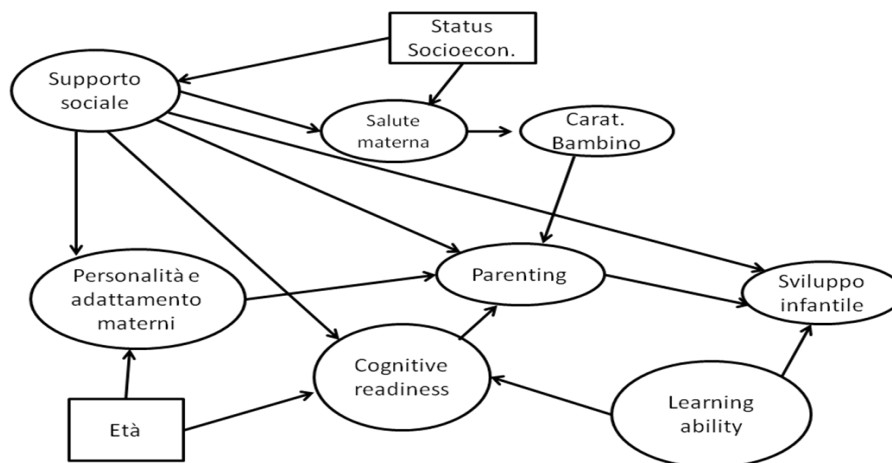 Status
Socioecon.
Supporto
sociale
Salute
materna
Carat.
Bambino
Personalità e
adattamento
materni
Parenting
Sviluppo
infantile
Cognitive
readiness
Età
Learning
ability